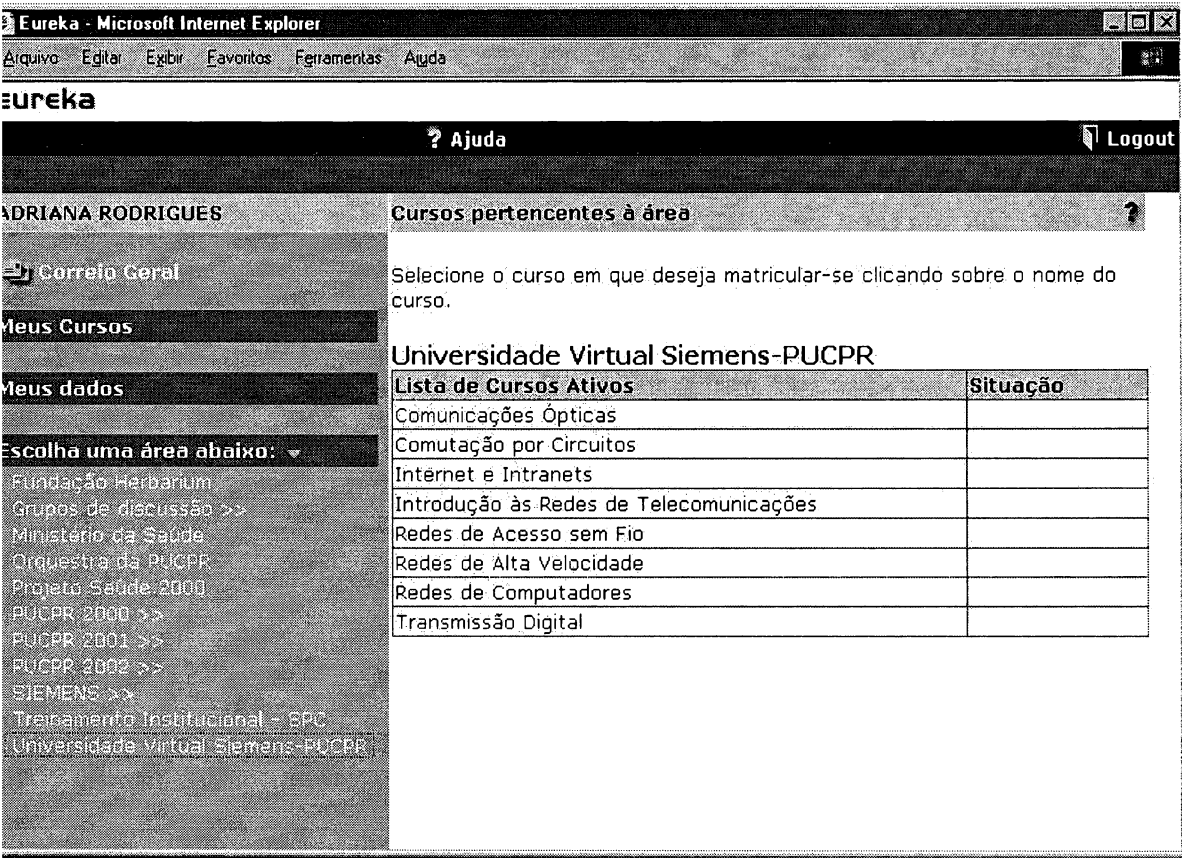 Eureka - Microsoft Internet Explorer
Arquivo Editar Exibir Favoritos Ferramentas Ajuda
Eureka
? Ajuda
Logout
ADRIANA RODRIGUES
Correio Geral
Meus Cursos
Meus dados
Escolha uma área abaixo:
Fundação Herbarium
Grupos de discussão >>
Ministério da Saúde
Orquestra da PUCPR
Projeto Saúde 2000
PUCPR 2000 >>
PUCPR 2001 >>
PUCPR 2002 >>
SIEMENS >>
Treinamento Institucional - EPC
Universidade Virtual Siemens-PUCPR
Cursos pertencentes à área ?
Selecione o curso em que deseja matricular-se clicando sobre o nome do
curso.
Universidade Virtual Siemens-PUCPR
Lista de Cursos Ativos Situação
Comunicações Ópticas
Comutação por Circuitos
Internet e Intranets
Introdução às Redes de Telecomunicações
Redes de Acesso sem Fio
Redes de Alta Velocidade
Redes de Computadores
Transmissão Digital